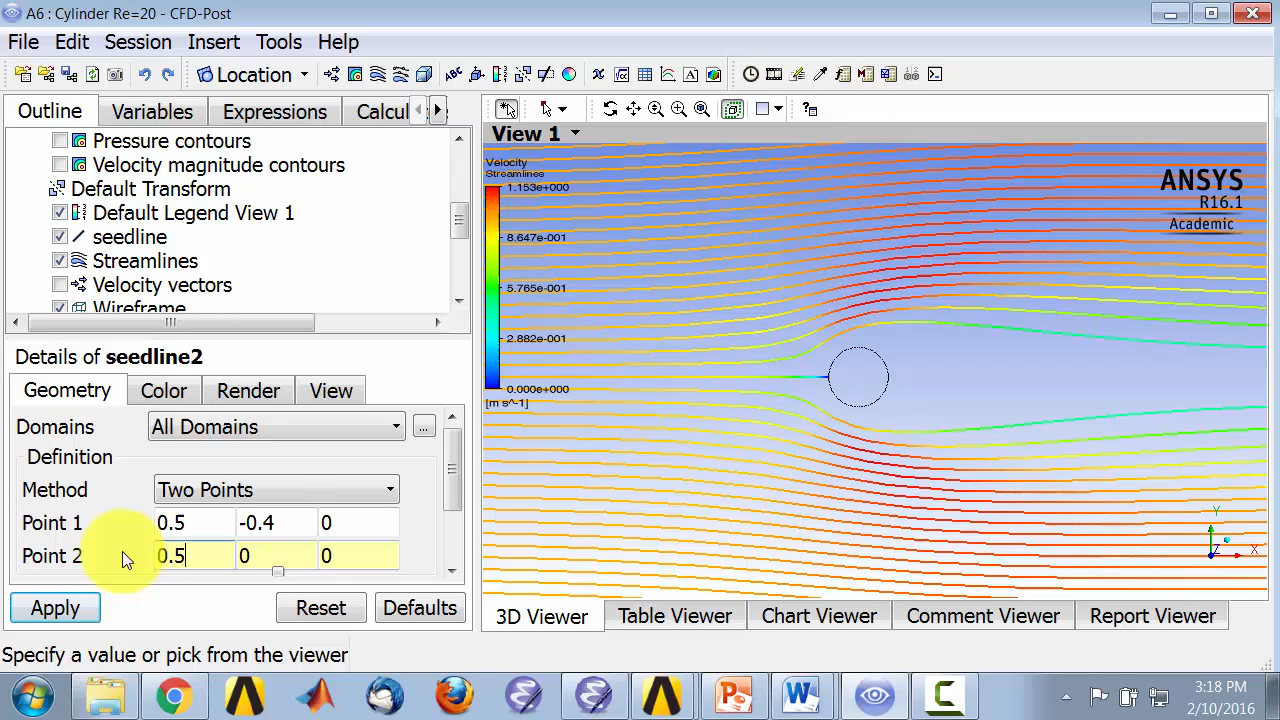 A6 : Cylinder Re=20 - CFD-Post
File Edit Session Insert Tools Help
Location
Outline Variables Expressions Calcu
View 1
Pressure contours
Velocity magnitude contours
Default Transform
Default Legend View 1
seedline
Streamlines
Velocity vectors
Wireframe
Details of seedline2
Geometry Color Render View
Domains All Domains ...
Definition
Method Two Points
Point 1 0.5 -0.4 0
Point 2 0.5 0 0
Apply Reset Defaults
Velocity
Streamlines
1.153e+000
8.647e-001
5.765e-001
2.882e-001
0.000e+000
[m s^-1]
ANSYS
R16.1
Academic
Y
Z X
3D Viewer Table Viewer Chart Viewer Comment Viewer Report Viewer
Specify a value or pick from the viewer
3:18 PM
2/10/2016